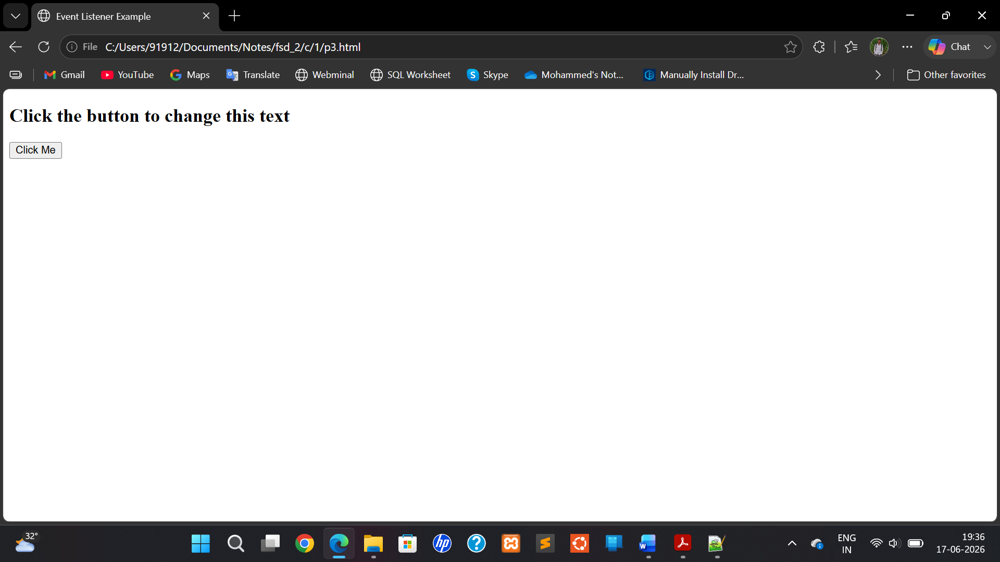 Event Listener Example
File C:/Users/91912/Documents/Notes/fsd_2/c/1/p3.html
Chat
Gmail YouTube Maps Translate Webminal SQL Worksheet Skype Mohammed's Not... Manually Install Dr... Other favorites
Click the button to change this text
Click Me
32°
ENG
IN
19:36
17-06-2026